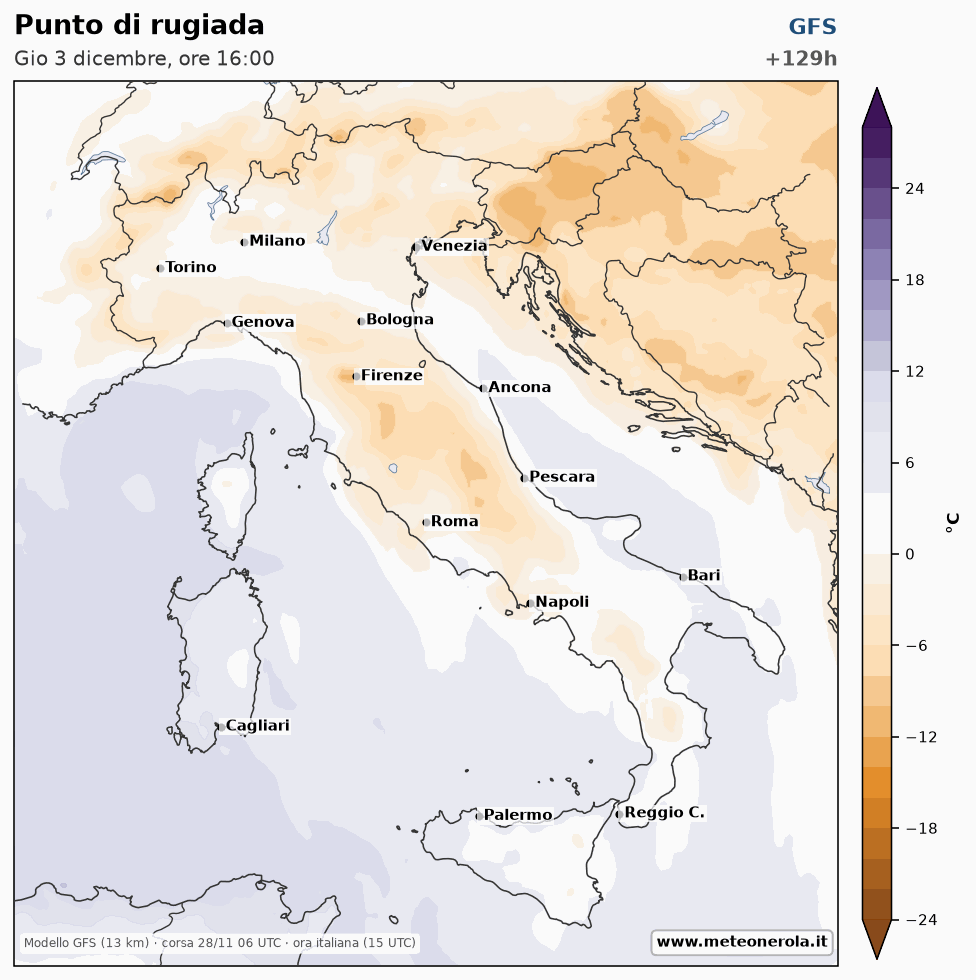 Punto di rugiada
GFS
Gio 3 dicembre, ore 16:00
+129h
Milano
Venezia
Torino
Genova
Bologna
Firenze
Ancona
Pescara
Roma
Bari
Napoli
Cagliari
Palermo
Reggio C.
24
18
12
6
0
−6
−12
−18
−24
°C
Modello GFS (13 km) · corsa 28/11 06 UTC · ora italiana (15 UTC)
www.meteonerola.it